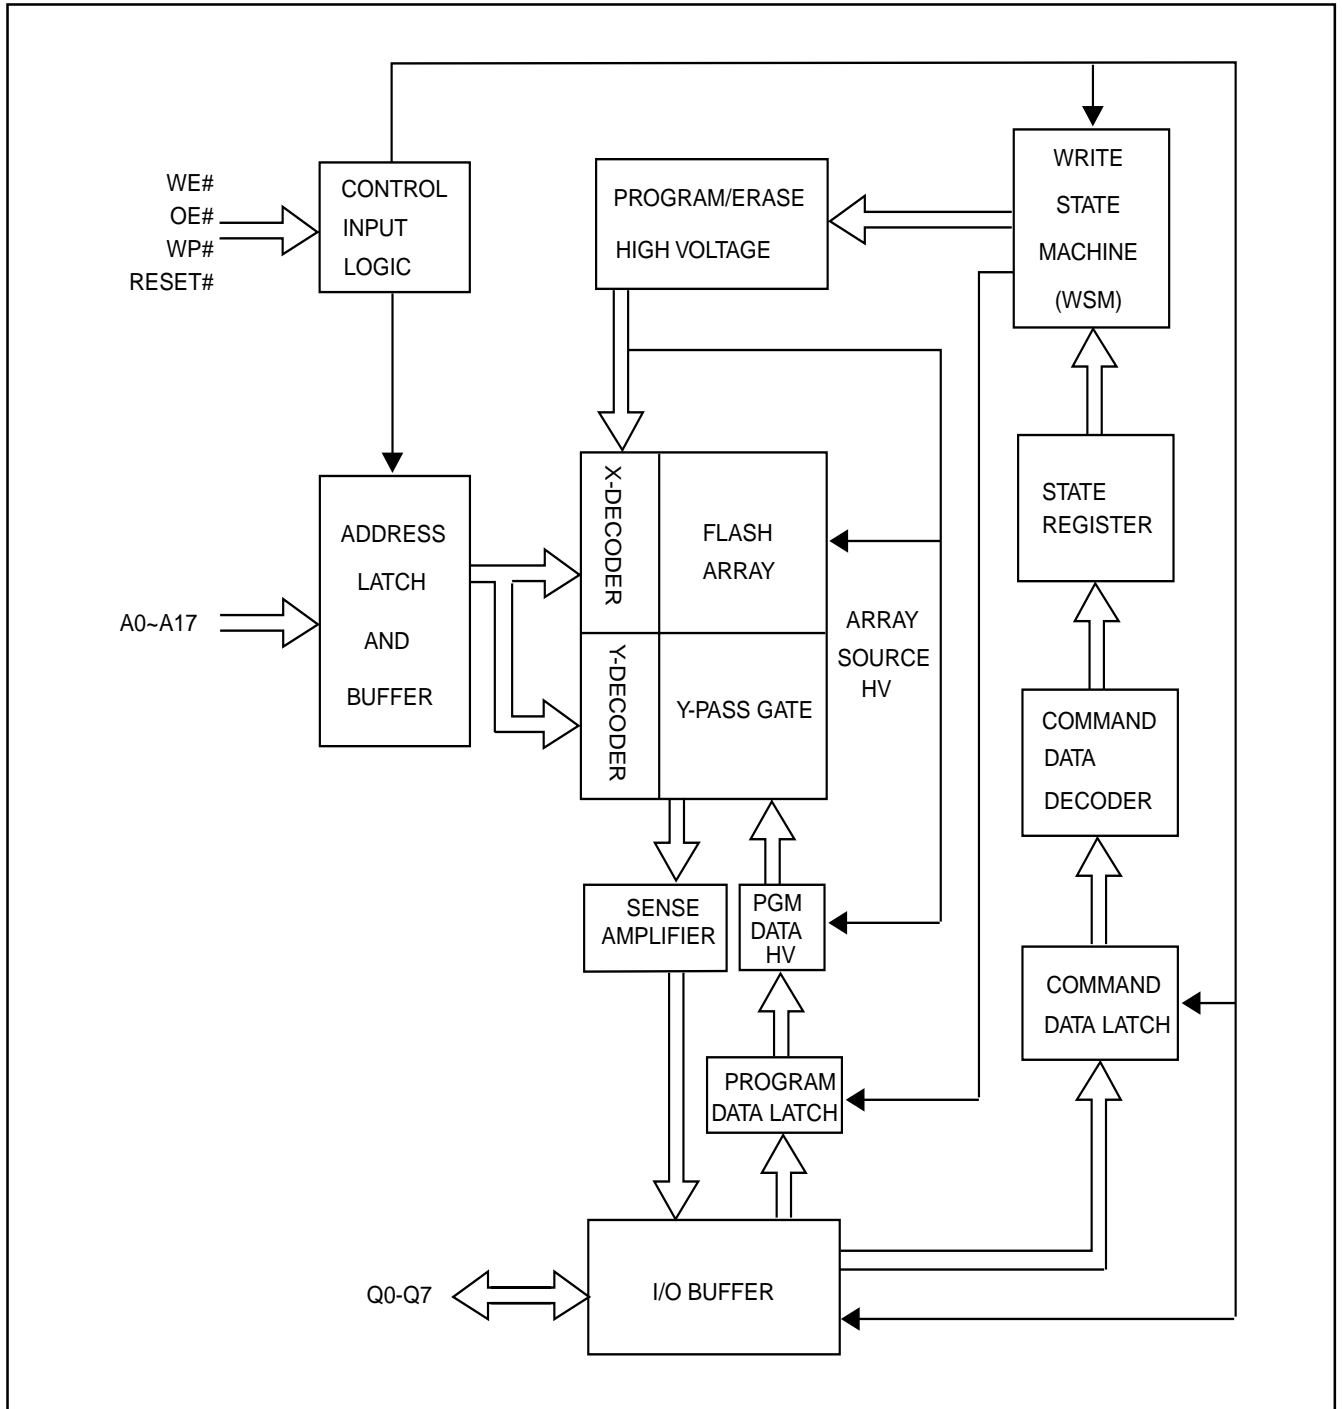 WE#
OE#
WP#
RESET#
CONTROL
INPUT
LOGIC
PROGRAM/ERASE
HIGH VOLTAGE
WRITE
STATE
MACHINE
(WSM)
STATE
REGISTER
X-DECODER
FLASH
ARRAY
ADDRESS
LATCH
AND
BUFFER
A0~A17
ARRAY
SOURCE
HV
Y-DECODER
Y-PASS GATE
COMMAND
DATA
DECODER
SENSE
AMPLIFIER
PGM
DATA
HV
COMMAND
DATA LATCH
PROGRAM
DATA LATCH
Q0-Q7
I/O BUFFER